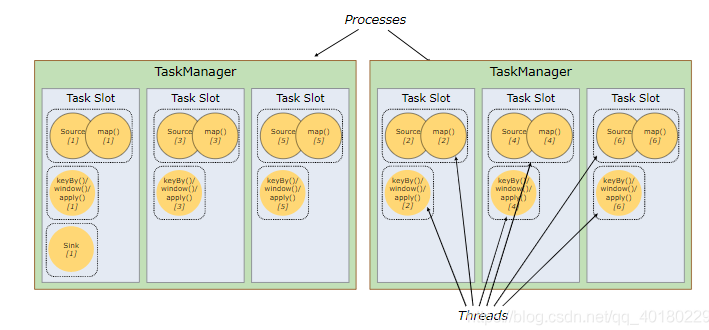 Processes
TaskManager
Task Slot
Source
[1]
map()
[1]
keyBy()/
window()/
apply()
[1]
Sink
[1]
Task Slot
Source
[3]
map()
[3]
keyBy()/
window()/
apply()
[3]
Task Slot
Source
[5]
map()
[5]
keyBy()/
window()/
apply()
[5]
TaskManager
Task Slot
Source
[2]
map()
[2]
keyBy()/
window()/
apply()
[2]
Task Slot
Source
[4]
map()
[4]
keyBy()/
window()/
apply()
[4]
Task Slot
Source
[6]
map()
[6]
keyBy()/
window()/
apply()
[6]
Threads
https://blog.csdn.net/qq_40180229